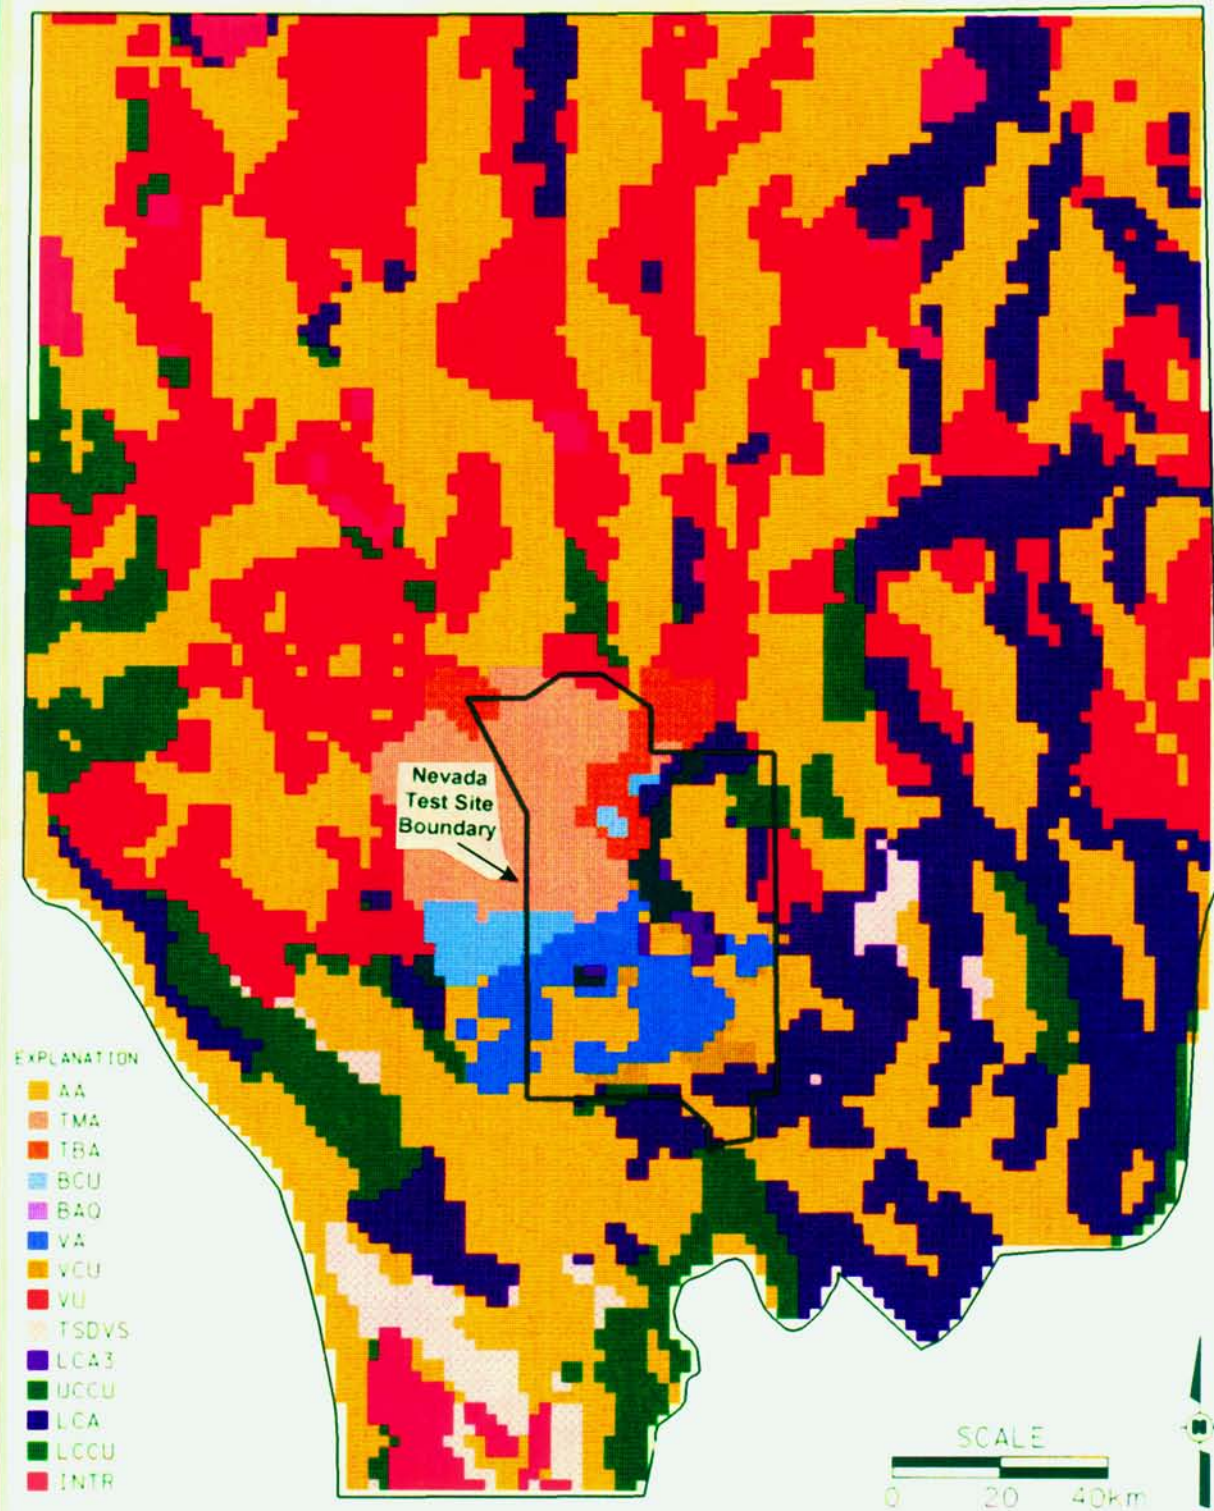 Nevada
Test Site
Boundary
EXPLANATION
AA
TMA
TBA
BCU
BAQ
VA
VCU
VU
TSDVS
LCA3
UCCU
LCA
LCCU
INTR
SCALE
0 20 40km
N